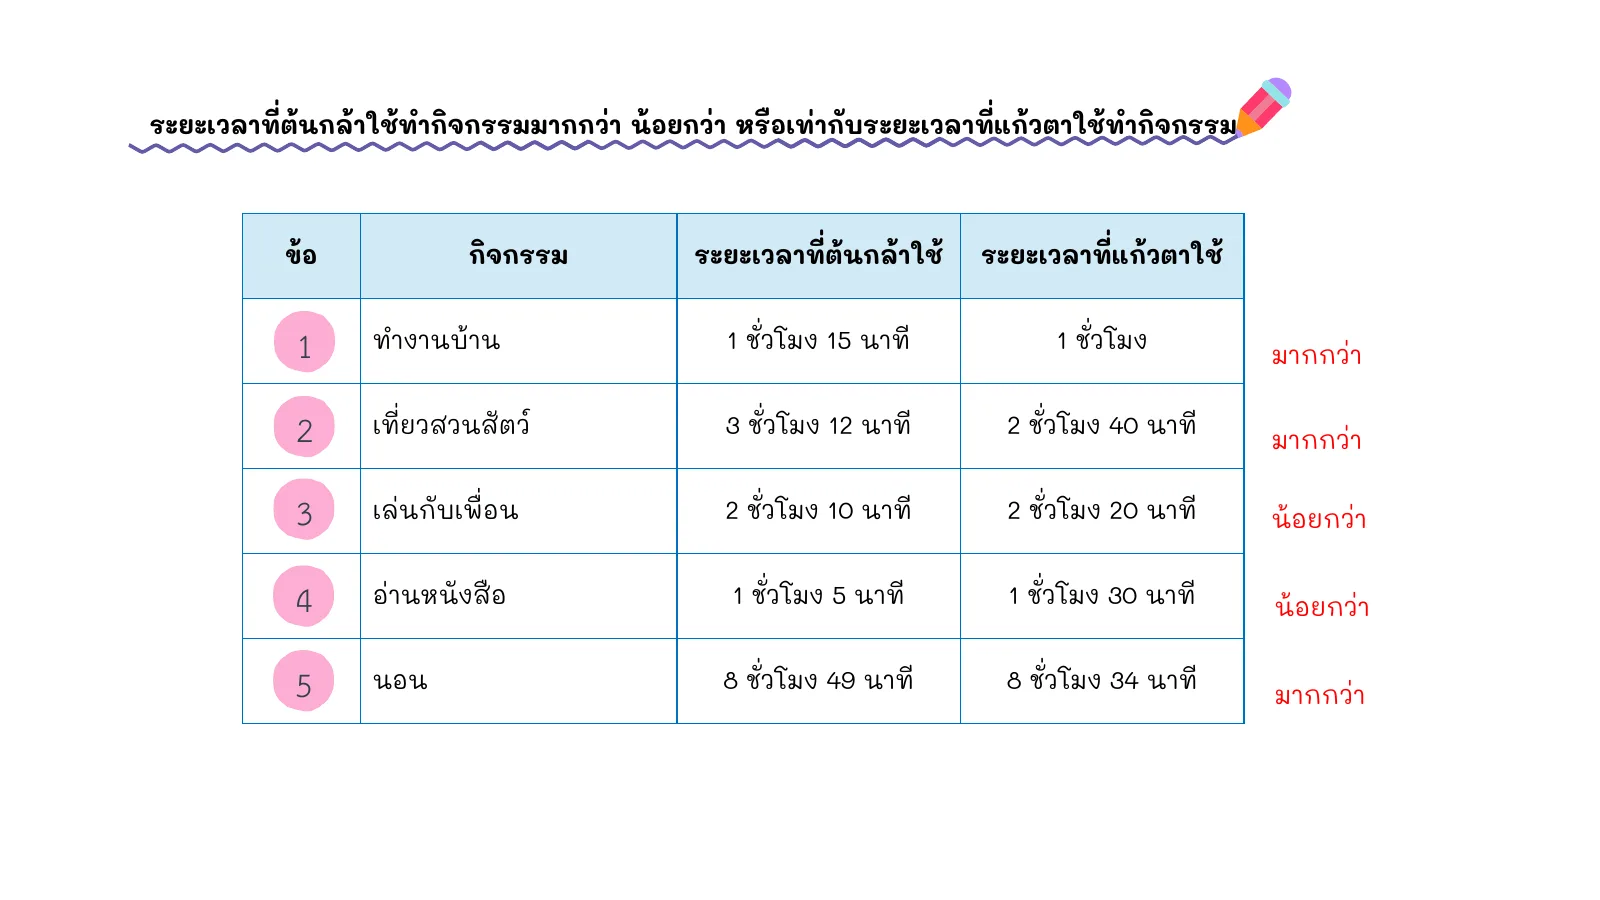 ระยะเวลาที่ต้นกล้าใช้ทำกิจกรรมมากกว่า น้อยกว่า หรือเท่ากับระยะเวลาที่แก้วตาใช้ทำกิจกรรม
ข้อ กิจกรรม ระยะเวลาที่ต้นกล้าใช้ ระยะเวลาที่แก้วตาใช้
1 ทำงานบ้าน 1 ชั่วโมง 15 นาที 1 ชั่วโมง มากกว่า
2 เที่ยวสวนสัตว์ 3 ชั่วโมง 12 นาที 2 ชั่วโมง 40 นาที มากกว่า
3 เล่นกับเพื่อน 2 ชั่วโมง 10 นาที 2 ชั่วโมง 20 นาที น้อยกว่า
4 อ่านหนังสือ 1 ชั่วโมง 5 นาที 1 ชั่วโมง 30 นาที น้อยกว่า
5 นอน 8 ชั่วโมง 49 นาที 8 ชั่วโมง 34 นาที มากกว่า